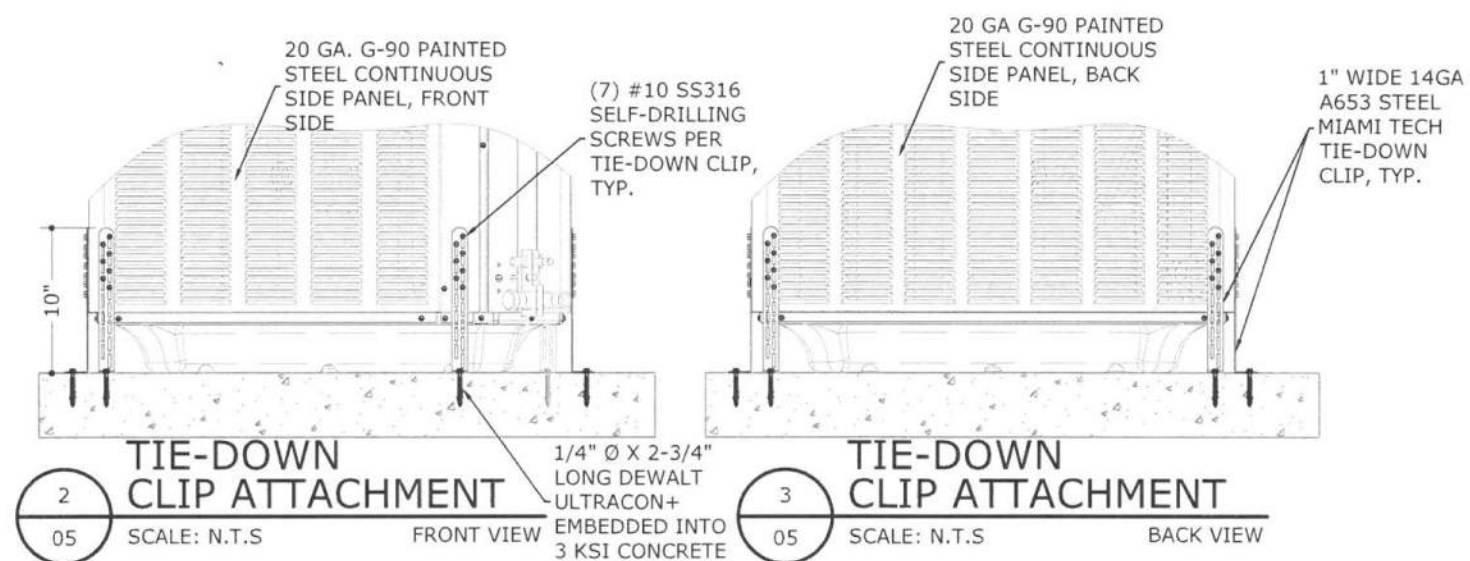 20 GA. G-90 PAINTED
STEEL CONTINUOUS
SIDE PANEL, FRONT
SIDE
(7) #10 SS316
SELF-DRILLING
SCREWS PER
TIE-DOWN CLIP,
TYP.
20 GA G-90 PAINTED
STEEL CONTINUOUS
SIDE PANEL, BACK
SIDE
1" WIDE 14GA
A653 STEEL
MIAMI TECH
TIE-DOWN
CLIP, TYP.
10"
2
05
TIE-DOWN
CLIP ATTACHMENT
SCALE: N.T.S
FRONT VIEW
1/4" Ø X 2-3/4"
LONG DEWALT
ULTRACON+
EMBEDDED INTO
3 KSI CONCRETE
3
05
TIE-DOWN
CLIP ATTACHMENT
SCALE: N.T.S
BACK VIEW